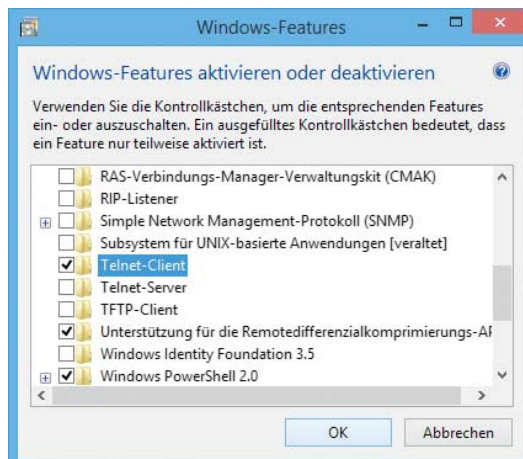 Windows-Features
Windows-Features aktivieren oder deaktivieren
Verwenden Sie die Kontrollkästchen, um die entsprechenden Features
ein- oder auszuschalten. Ein ausgefülltes Kontrollkästchen bedeutet, dass
ein Feature nur teilweise aktiviert ist.
RAS-Verbindungs-Manager-Verwaltungskit (CMAK)
RIP-Listener
Simple Network Management-Protokoll (SNMP)
Subsystem für UNIX-basierte Anwendungen [veraltet]
Telnet-Client
Telnet-Server
TFTP-Client
Unterstützung für die Remotedifferenzialkomprimierungs-AP
Windows Identity Foundation 3.5
Windows PowerShell 2.0
OK
Abbrechen